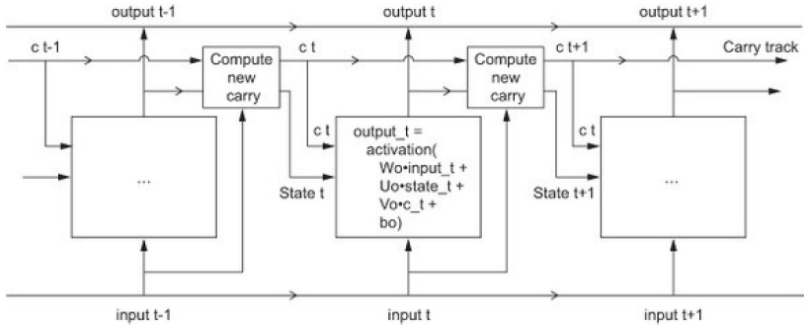 output t-1
output t
output t+1
c t-1
Compute
new
carry
c t
Compute
new
carry
c t+1
Carry track
...
c t
output_t =
activation(
Wo•input_t +
Uo•state_t +
Vo•c_t +
bo)
c t
...
State t
State t+1
input t-1
input t
input t+1